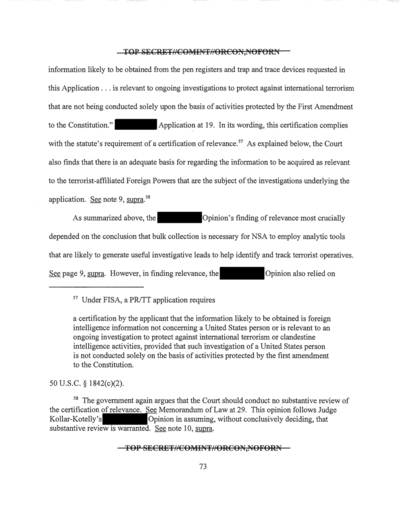 TOP SECRET//COMINT//ORCON,NOFORN
information likely to be obtained from the pen registers and trap and trace devices requested in
this Application . . . is relevant to ongoing investigations to protect against international terrorism
that are not being conducted solely upon the basis of activities protected by the First Amendment
to the Constitution." Application at 19. In its wording, this certification complies
with the statute's requirement of a certification of relevance.57 As explained below, the Court
also finds that there is an adequate basis for regarding the information to be acquired as relevant
to the terrorist-affiliated Foreign Powers that are the subject of the investigations underlying the
application. See note 9, supra.58
As summarized above, the Opinion's finding of relevance most crucially
depended on the conclusion that bulk collection is necessary for NSA to employ analytic tools
that are likely to generate useful investigative leads to help identify and track terrorist operatives.
See page 9, supra. However, in finding relevance, the Opinion also relied on
57 Under FISA, a PR/TT application requires
a certification by the applicant that the information likely to be obtained is foreign
intelligence information not concerning a United States person or is relevant to an
ongoing investigation to protect against international terrorism or clandestine
intelligence activities, provided that such investigation of a United States person
is not conducted solely on the basis of activities protected by the first amendment
to the Constitution.
50 U.S.C. § 1842(c)(2).
58 The government again argues that the Court should conduct no substantive review of
the certification of relevance. See Memorandum of Law at 29. This opinion follows Judge
Kollar-Kotelly's Opinion in assuming, without conclusively deciding, that
substantive review is warranted. See note 10, supra.
TOP SECRET//COMINT//ORCON,NOFORN
73